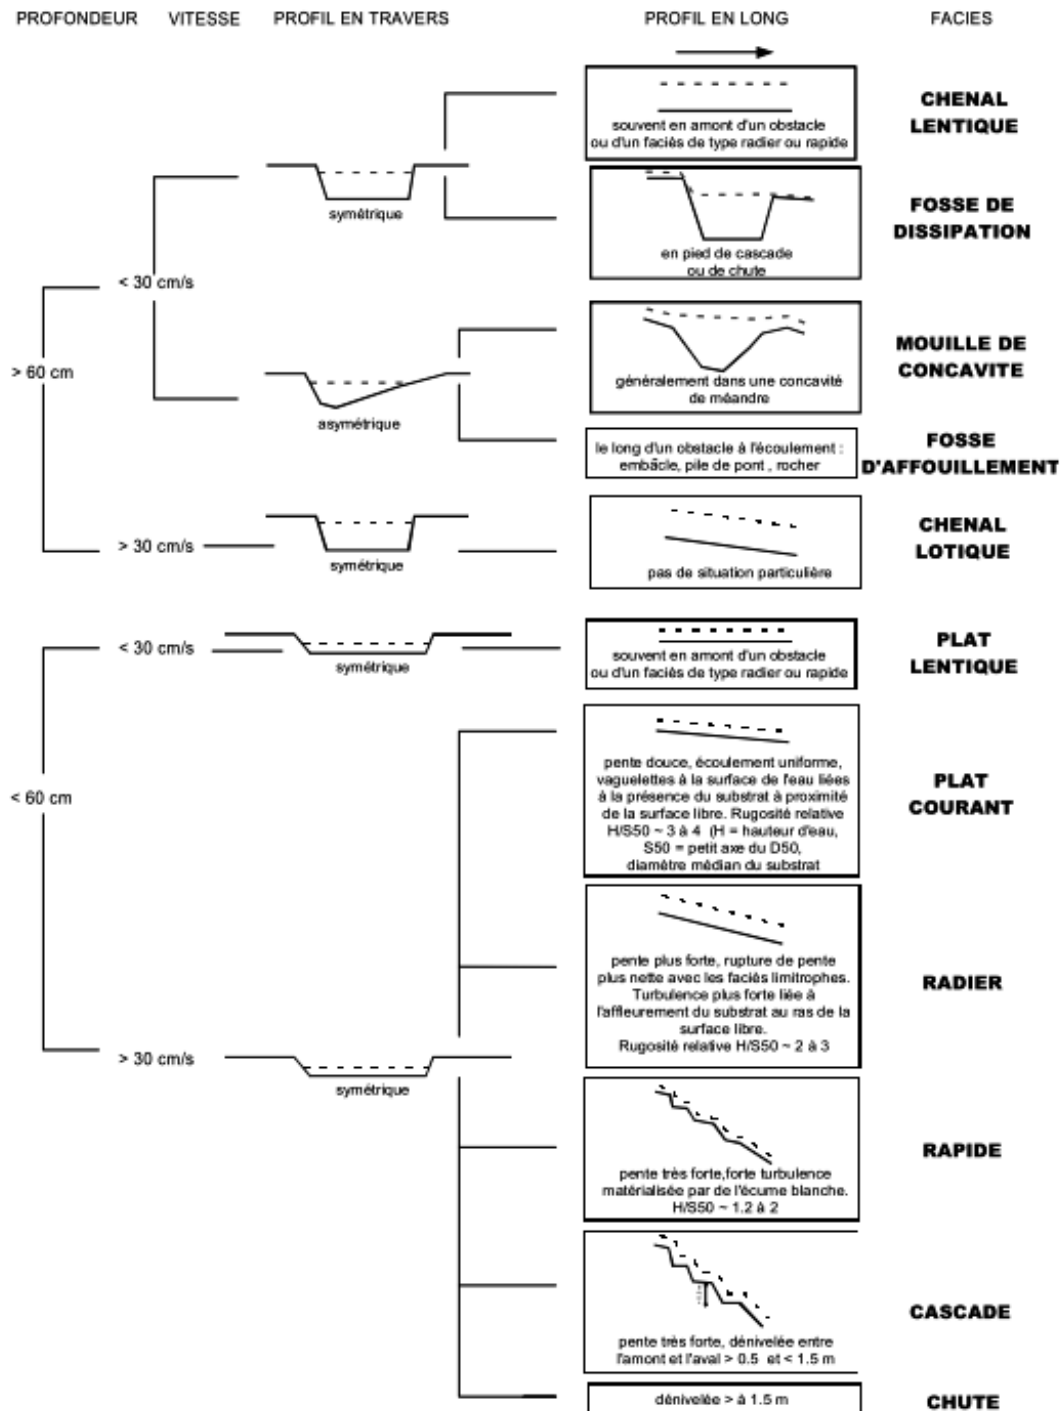 PROFONDEUR VITESSE PROFIL EN TRAVERS PROFIL EN LONG FACIES
souvent en amont d'un obstacle
ou d'un faciés de type radier ou rapide
CHENAL
LENTIQUE
symétrique
en pied de cascade
ou de chute
FOSSE DE
DISSIPATION
< 30 cm/s
> 60 cm
asymétrique
généralement dans une concavité
de méandre
MOUILLE DE
CONCAVITE
le long d'un obstacle à l'écoulement :
embâcle, pile de pont , rocher
FOSSE
D'AFFOUILLEMENT
> 30 cm/s
symétrique
pas de situation particulière
CHENAL
LOTIQUE
< 30 cm/s
symétrique
souvent en amont d'un obstacle
ou d'un faciés de type radier ou rapide
PLAT
LENTIQUE
< 60 cm
pente douce, écoulement uniforme,
vaguelettes à la surface de l'eau liées
à la présence du substrat à proximité
de la surface libre. Rugosité relative
H/S50 ~ 3 à 4 (H = hauteur d'eau,
S50 = petit axe du D50,
diamètre médian du substrat
PLAT
COURANT
pente plus forte, rupture de pente
plus nette avec les faciés limitrophes.
Turbulence plus forte liée à
l'affleurement du substrat au ras de la
surface libre.
Rugosité relative H/S50 ~ 2 à 3
RADIER
> 30 cm/s
symétrique
pente très forte,forte turbulence
matérialisée par de l'écume blanche.
H/S50 ~ 1.2 à 2
RAPIDE
pente très forte, dénivelée entre
l'amont et l'aval > 0.5 et < 1.5 m
CASCADE
dénivelée > à 1.5 m
CHUTE